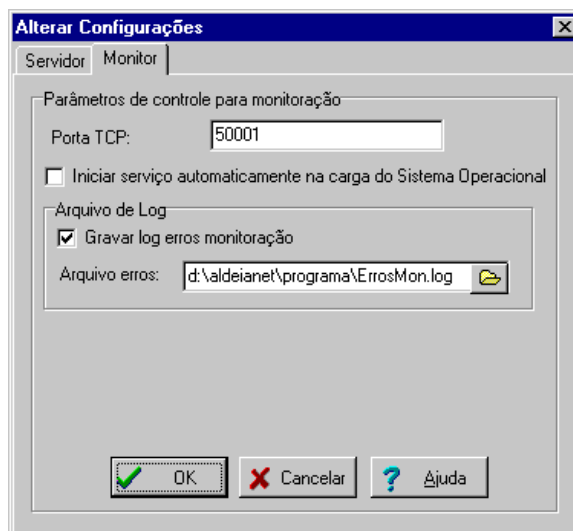 Alterar Configurações
Servidor Monitor
Parâmetros de controle para monitoração
Porta TCP: 50001
Iniciar serviço automaticamente na carga do Sistema Operacional
Arquivo de Log
Gravar log erros monitoração
Arquivo erros: d:\aldeianet\programa\ErrosMon.log
OK Cancelar Ajuda